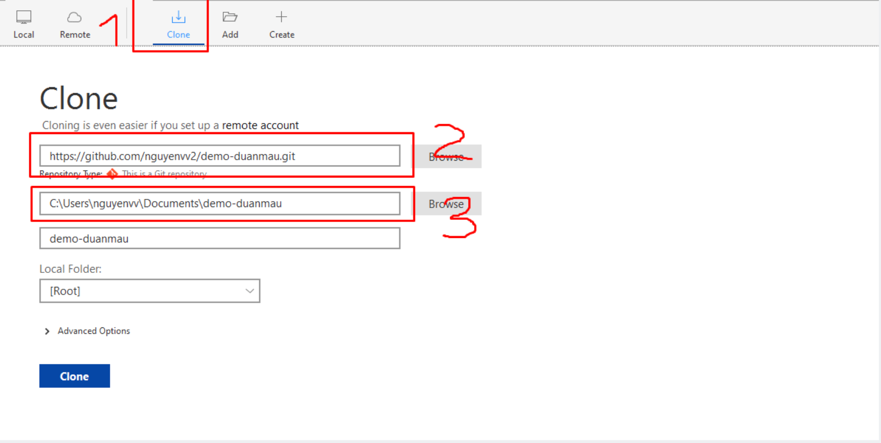 Local Remote 1 Clone Add Create
Clone
Cloning is even easier if you set up a remote account
2
https://github.com/nguyenvv2/demo-duanmau.git Browse
Repository Type: This is a Git repository
C:\Users\nguyenvv\Documents\demo-duanmau Browse
3
demo-duanmau
Local Folder:
[Root]
Advanced Options
Clone